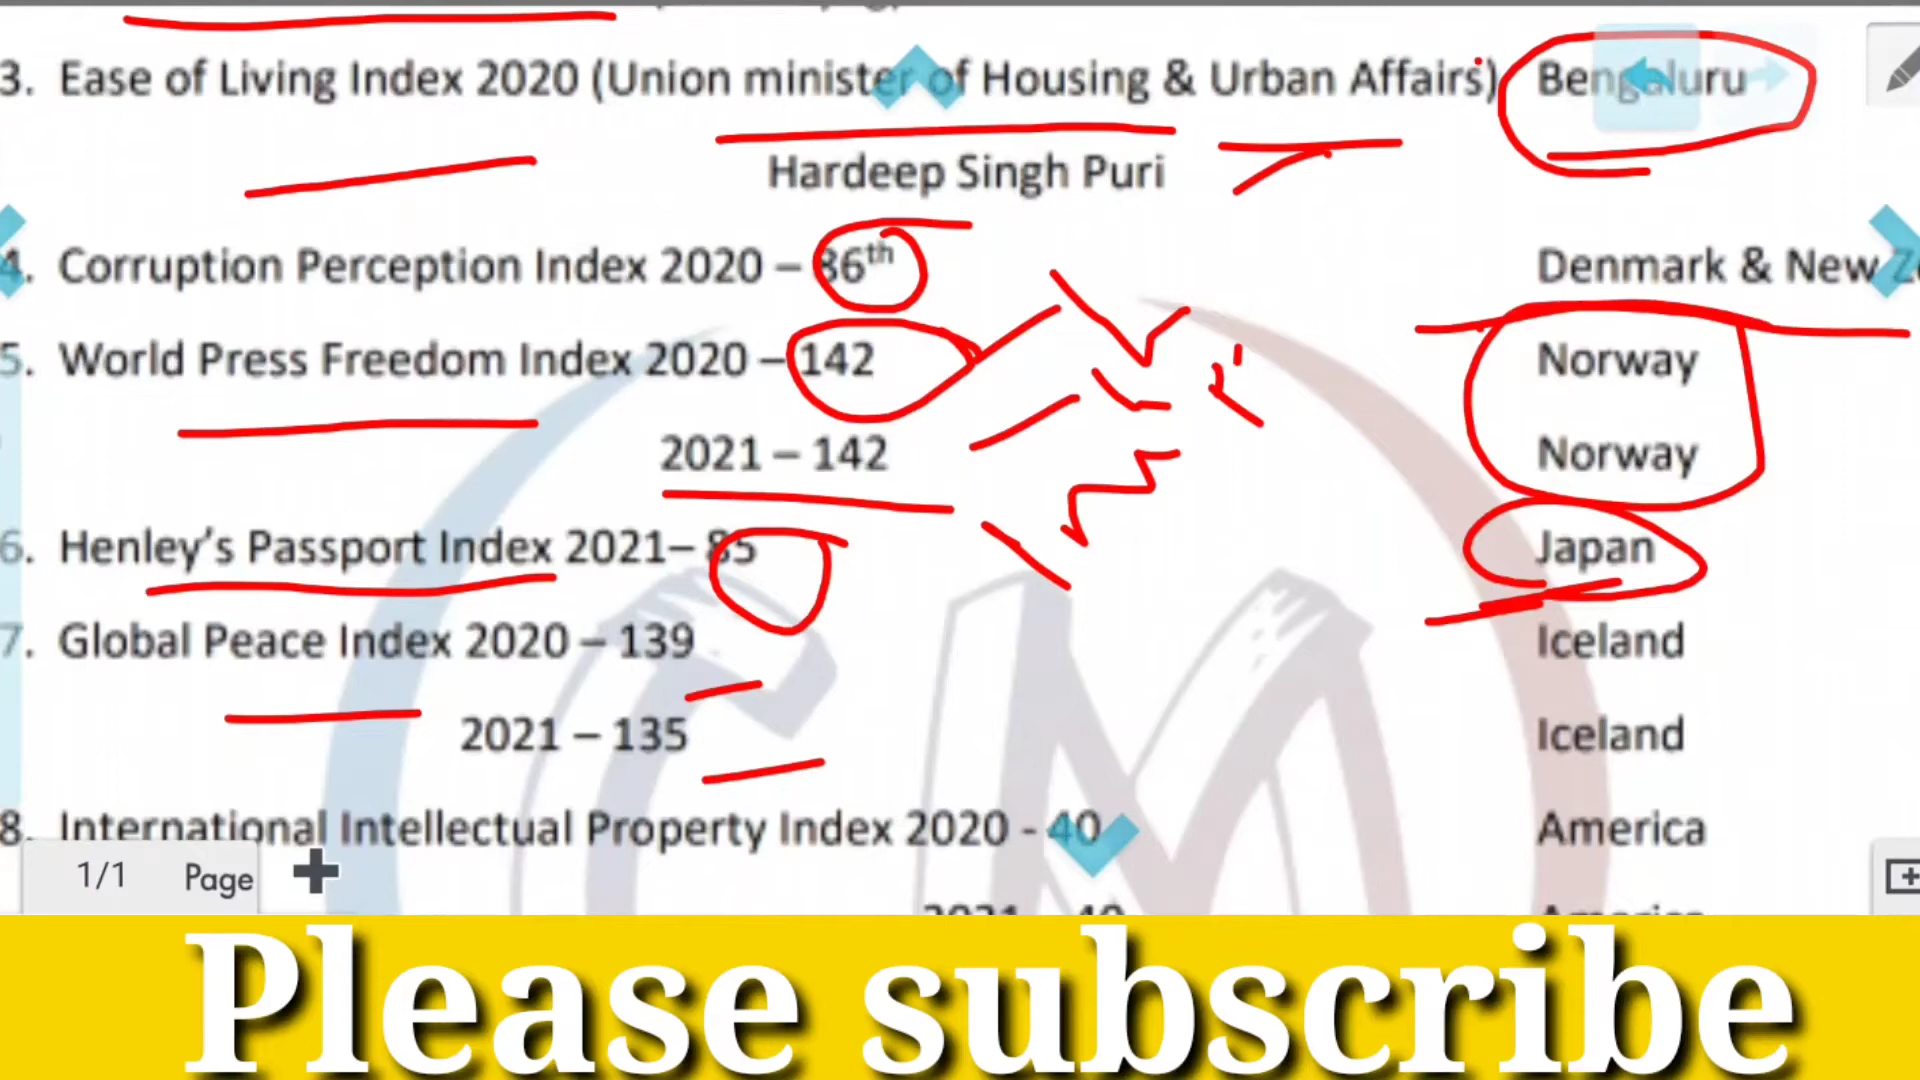 3. Ease of Living Index 2020 (Union minister of Housing & Urban Affairs) Bengaluru
Hardeep Singh Puri
4. Corruption Perception Index 2020 – 86th Denmark & New
5. World Press Freedom Index 2020 – 142 Norway
2021 – 142 Norway
6. Henley's Passport Index 2021– 85 Japan
7. Global Peace Index 2020 – 139 Iceland
2021 – 135 Iceland
8. International Intellectual Property Index 2020 - 40 America
1/1 Page
Please subscribe